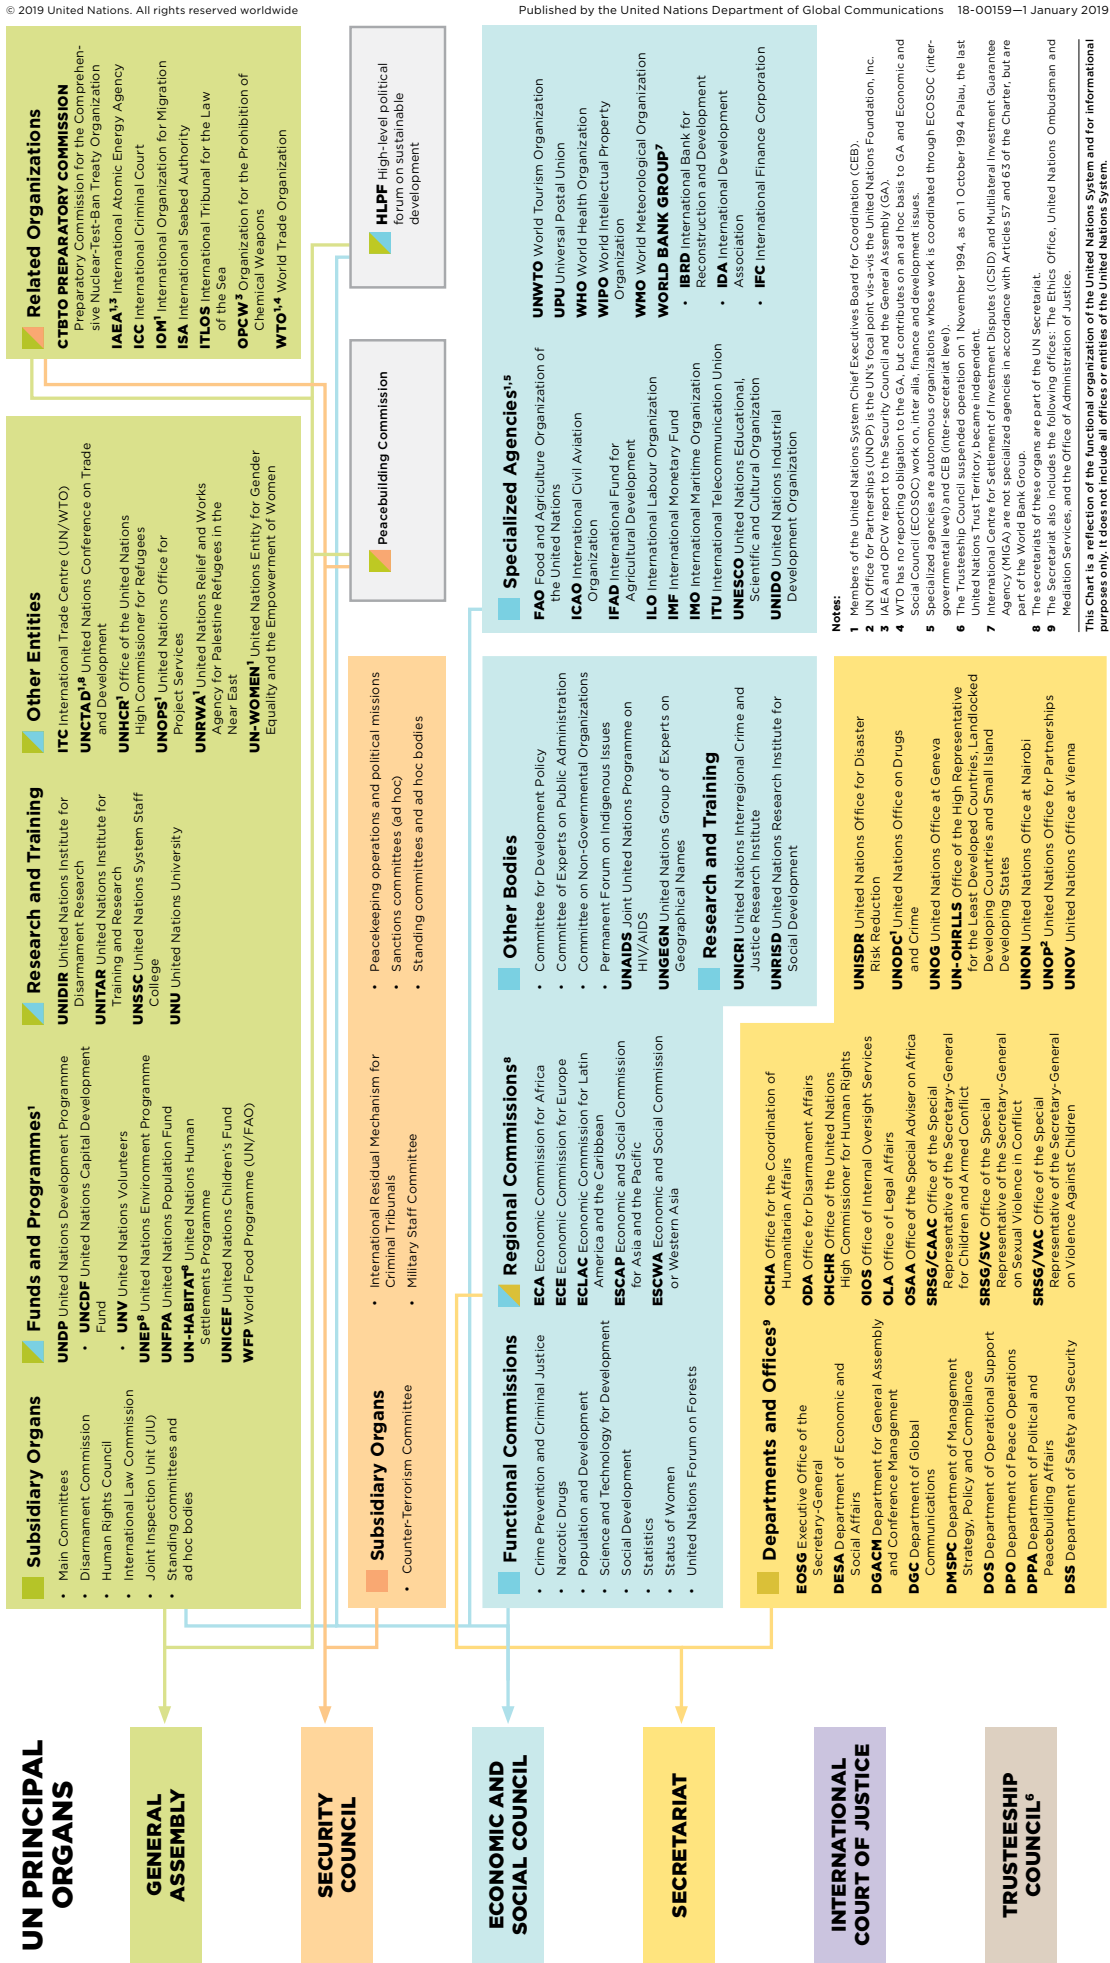 © 2019 United Nations. All rights reserved worldwide
Published by the United Nations Department of Global Communications 18-00159—1 January 2019
UN PRINCIPAL
ORGANS
GENERAL
ASSEMBLY
SECURITY
COUNCIL
ECONOMIC AND
SOCIAL COUNCIL
SECRETARIAT
INTERNATIONAL
COURT OF JUSTICE
TRUSTEESHIP
COUNCIL⁶
Subsidiary Organs
• Main Committees
• Disarmament Commission
• Human Rights Council
• International Law Commission
• Joint Inspection Unit (JIU)
• Standing committees and
ad hoc bodies
Funds and Programmes¹
UNDP United Nations Development Programme
• UNCDF United Nations Capital Development
Fund
• UNV United Nations Volunteers
UNEP⁸ United Nations Environment Programme
UNFPA United Nations Population Fund
UN-HABITAT⁸ United Nations Human
Settlements Programme
UNICEF United Nations Children's Fund
WFP World Food Programme (UN/FAO)
Research and Training
UNIDIR United Nations Institute for
Disarmament Research
UNITAR United Nations Institute for
Training and Research
UNSSC United Nations System Staff
College
UNU United Nations University
Other Entities
ITC International Trade Centre (UN/WTO)
UNCTAD¹,⁸ United Nations Conference on Trade
and Development
UNHCR¹ Office of the United Nations
High Commissioner for Refugees
UNOPS¹ United Nations Office for
Project Services
UNRWA¹ United Nations Relief and Works
Agency for Palestine Refugees in the
Near East
UN-WOMEN¹ United Nations Entity for Gender
Equality and the Empowerment of Women
Related Organizations
CTBTO PREPARATORY COMMISSION
Preparatory Commission for the Comprehen-
sive Nuclear-Test-Ban Treaty Organization
IAEA¹,³ International Atomic Energy Agency
ICC International Criminal Court
IOM¹ International Organization for Migration
ISA International Seabed Authority
ITLOS International Tribunal for the Law
of the Sea
OPCW³ Organization for the Prohibition of
Chemical Weapons
WTO¹,⁴ World Trade Organization
Subsidiary Organs
• Counter-Terrorism Committee
• International Residual Mechanism for
Criminal Tribunals
• Military Staff Committee
• Peacekeeping operations and political missions
• Sanctions committees (ad hoc)
• Standing committees and ad hoc bodies
Peacebuilding Commission
HLPF High-level political
forum on sustainable
development
Functional Commissions
• Crime Prevention and Criminal Justice
• Narcotic Drugs
• Population and Development
• Science and Technology for Development
• Social Development
• Statistics
• Status of Women
• United Nations Forum on Forests
Regional Commissions⁸
ECA Economic Commission for Africa
ECE Economic Commission for Europe
ECLAC Economic Commission for Latin
America and the Caribbean
ESCAP Economic and Social Commission
for Asia and the Pacific
ESCWA Economic and Social Commission
for Western Asia
Other Bodies
• Committee for Development Policy
• Committee of Experts on Public Administration
• Committee on Non-Governmental Organizations
• Permanent Forum on Indigenous Issues
UNAIDS Joint United Nations Programme on
HIV/AIDS
UNGEGN United Nations Group of Experts on
Geographical Names
Research and Training
UNICRI United Nations Interregional Crime and
Justice Research Institute
UNRISD United Nations Research Institute for
Social Development
Specialized Agencies¹,⁵
FAO Food and Agriculture Organization of
the United Nations
ICAO International Civil Aviation
Organization
IFAD International Fund for
Agricultural Development
ILO International Labour Organization
IMF International Monetary Fund
IMO International Maritime Organization
ITU International Telecommunication Union
UNESCO United Nations Educational,
Scientific and Cultural Organization
UNIDO United Nations Industrial
Development Organization
UNWTO World Tourism Organization
UPU Universal Postal Union
WHO World Health Organization
WIPO World Intellectual Property
Organization
WMO World Meteorological Organization
WORLD BANK GROUP⁷
• IBRD International Bank for
Reconstruction and Development
• IDA International Development
Association
• IFC International Finance Corporation
Departments and Offices⁹
EOSG Executive Office of the
Secretary-General
DESA Department of Economic and
Social Affairs
DGACM Department for General Assembly
and Conference Management
DGC Department of Global
Communications
DMSPC Department of Management
Strategy, Policy and Compliance
DOS Department of Operational Support
DPO Department of Peace Operations
DPPA Department of Political and
Peacebuilding Affairs
DSS Department of Safety and Security
OCHA Office for the Coordination of
Humanitarian Affairs
ODA Office for Disarmament Affairs
OHCHR Office of the United Nations
High Commissioner for Human Rights
OIOS Office of Internal Oversight Services
OLA Office of Legal Affairs
OSAA Office of the Special Adviser on Africa
SRSG/CAAC Office of the Special
Representative of the Secretary-General
for Children and Armed Conflict
SRSG/SVC Office of the Special
Representative of the Secretary-General
on Sexual Violence in Conflict
SRSG/VAC Office of the Special
Representative of the Secretary-General
on Violence Against Children
UNISDR United Nations Office for Disaster
Risk Reduction
UNODC¹ United Nations Office on Drugs
and Crime
UNOG United Nations Office at Geneva
UN-OHRLLS Office of the High Representative
for the Least Developed Countries, Landlocked
Developing Countries and Small Island
Developing States
UNON United Nations Office at Nairobi
UNOP² United Nations Office for Partnerships
UNOV United Nations Office at Vienna
Notes:
1 Members of the United Nations System Chief Executives Board for Coordination (CEB).
2 UN Office for Partnerships (UNOP) is the UN's focal point vis-a-vis the United Nations Foundation, Inc.
3 IAEA and OPCW report to the Security Council and the General Assembly (GA).
4 WTO has no reporting obligation to the GA, but contributes on an ad hoc basis to GA and Economic and
Social Council (ECOSOC) work on, inter alia, finance and development issues.
5 Specialized agencies are autonomous organizations whose work is coordinated through ECOSOC (inter-
governmental level) and CEB (inter-secretariat level).
6 The Trusteeship Council suspended operation on 1 November 1994, as on 1 October 1994 Palau, the last
United Nations Trust Territory, became independent.
7 International Centre for Settlement of Investment Disputes (ICSID) and Multilateral Investment Guarantee
Agency (MIGA) are not specialized agencies in accordance with Articles 57 and 63 of the Charter, but are
part of the World Bank Group.
8 The secretariats of these organs are part of the UN Secretariat.
9 The Secretariat also includes the following offices: The Ethics Office, United Nations Ombudsman and
Mediation Services, and the Office of Administration of Justice.
This Chart is a reflection of the functional organization of the United Nations System and for informational
purposes only. It does not include all offices or entities of the United Nations System.